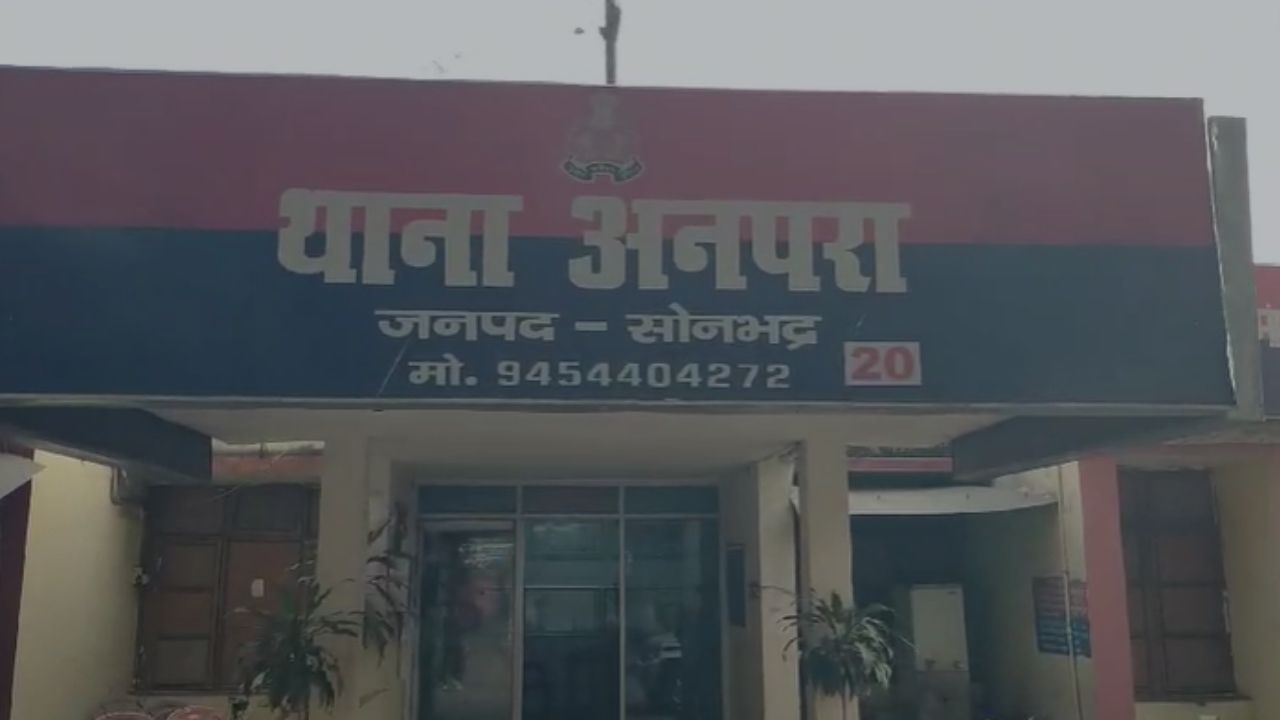 थाना अनपरा
जनपद - सोनभद्र
मो. 9454404272
20